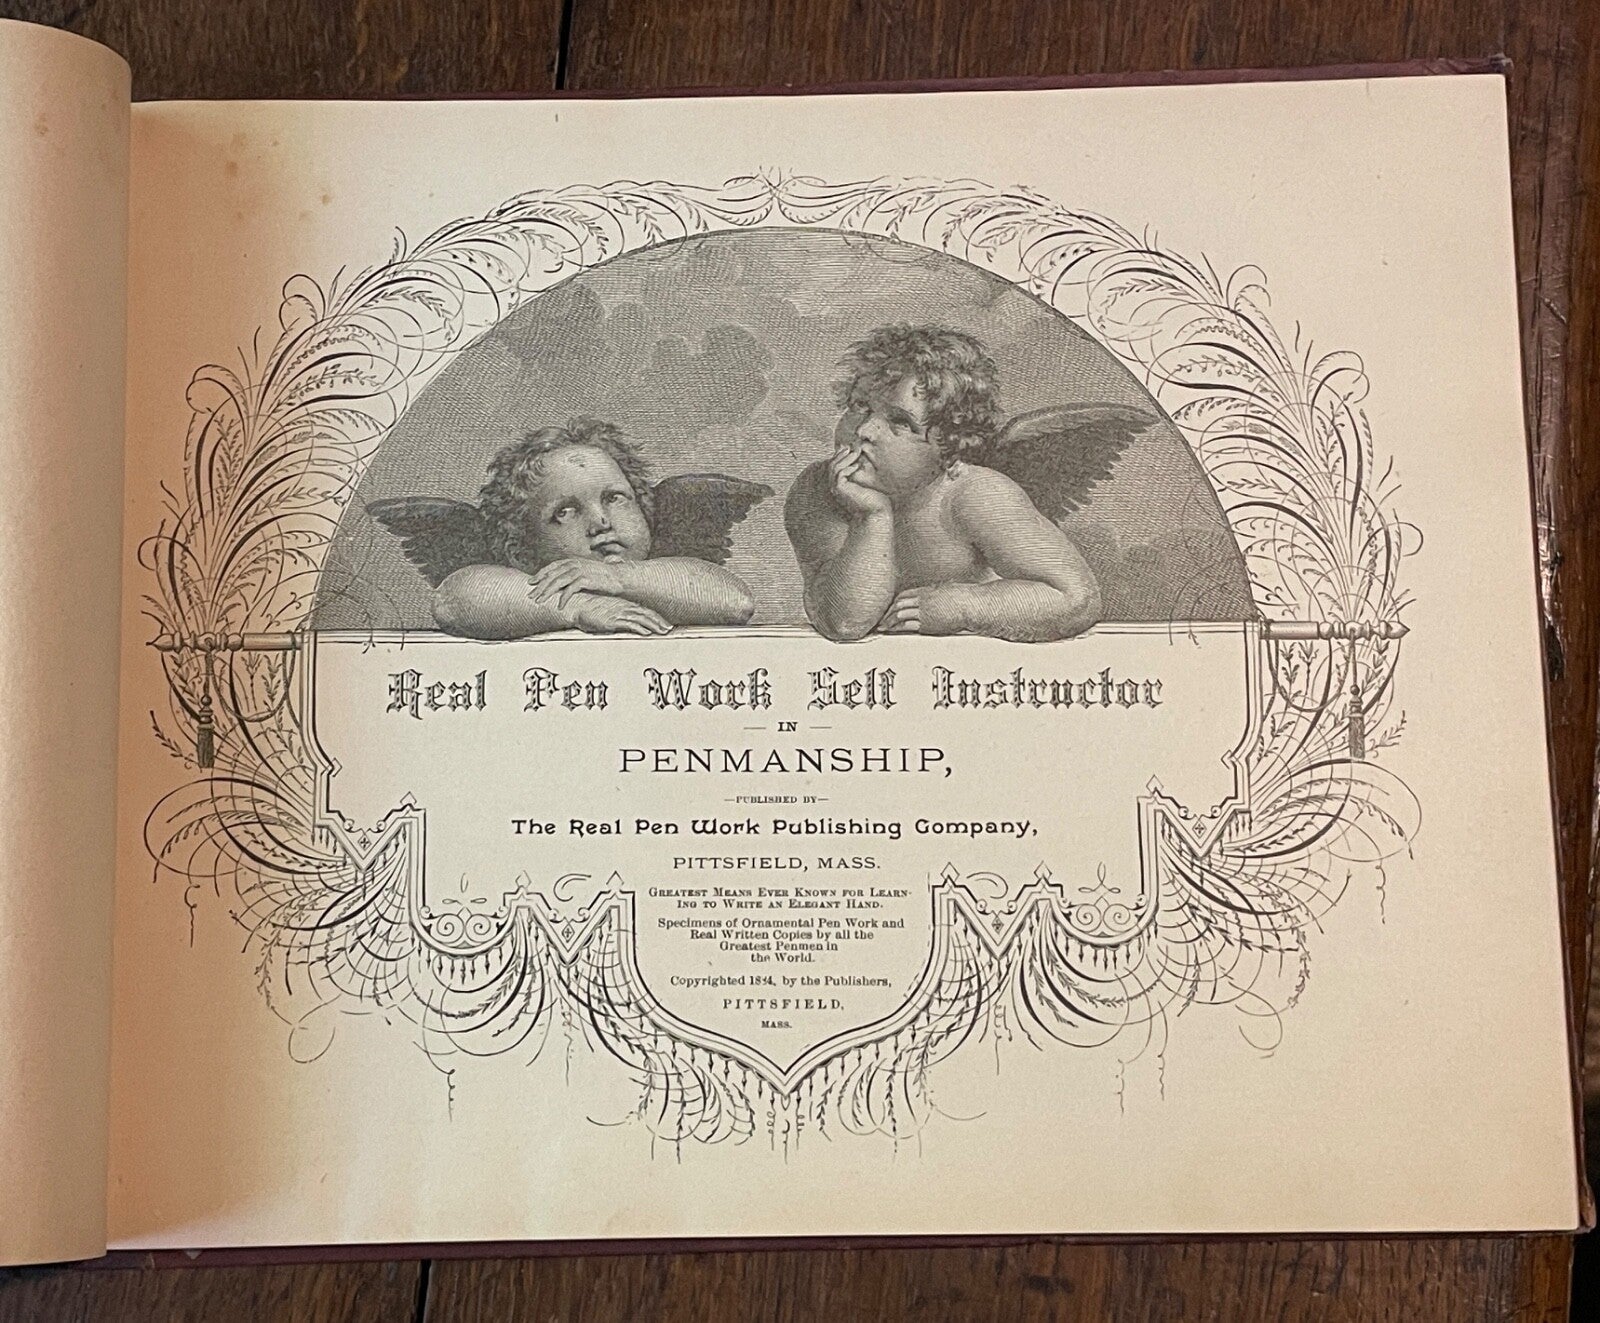 Real Pen Work Self Instructor
— IN —
PENMANSHIP,
—PUBLISHED BY—
The Real Pen Work Publishing Company,
PITTSFIELD, MASS.
GREATEST MEANS EVER KNOWN FOR LEARN-
ING TO WRITE AN ELEGANT HAND.
Specimens of Ornamental Pen Work and
Real Written Copies by all the
Greatest Penmen in
the World.
Copyrighted 1884, by the Publishers,
PITTSFIELD,
MASS.